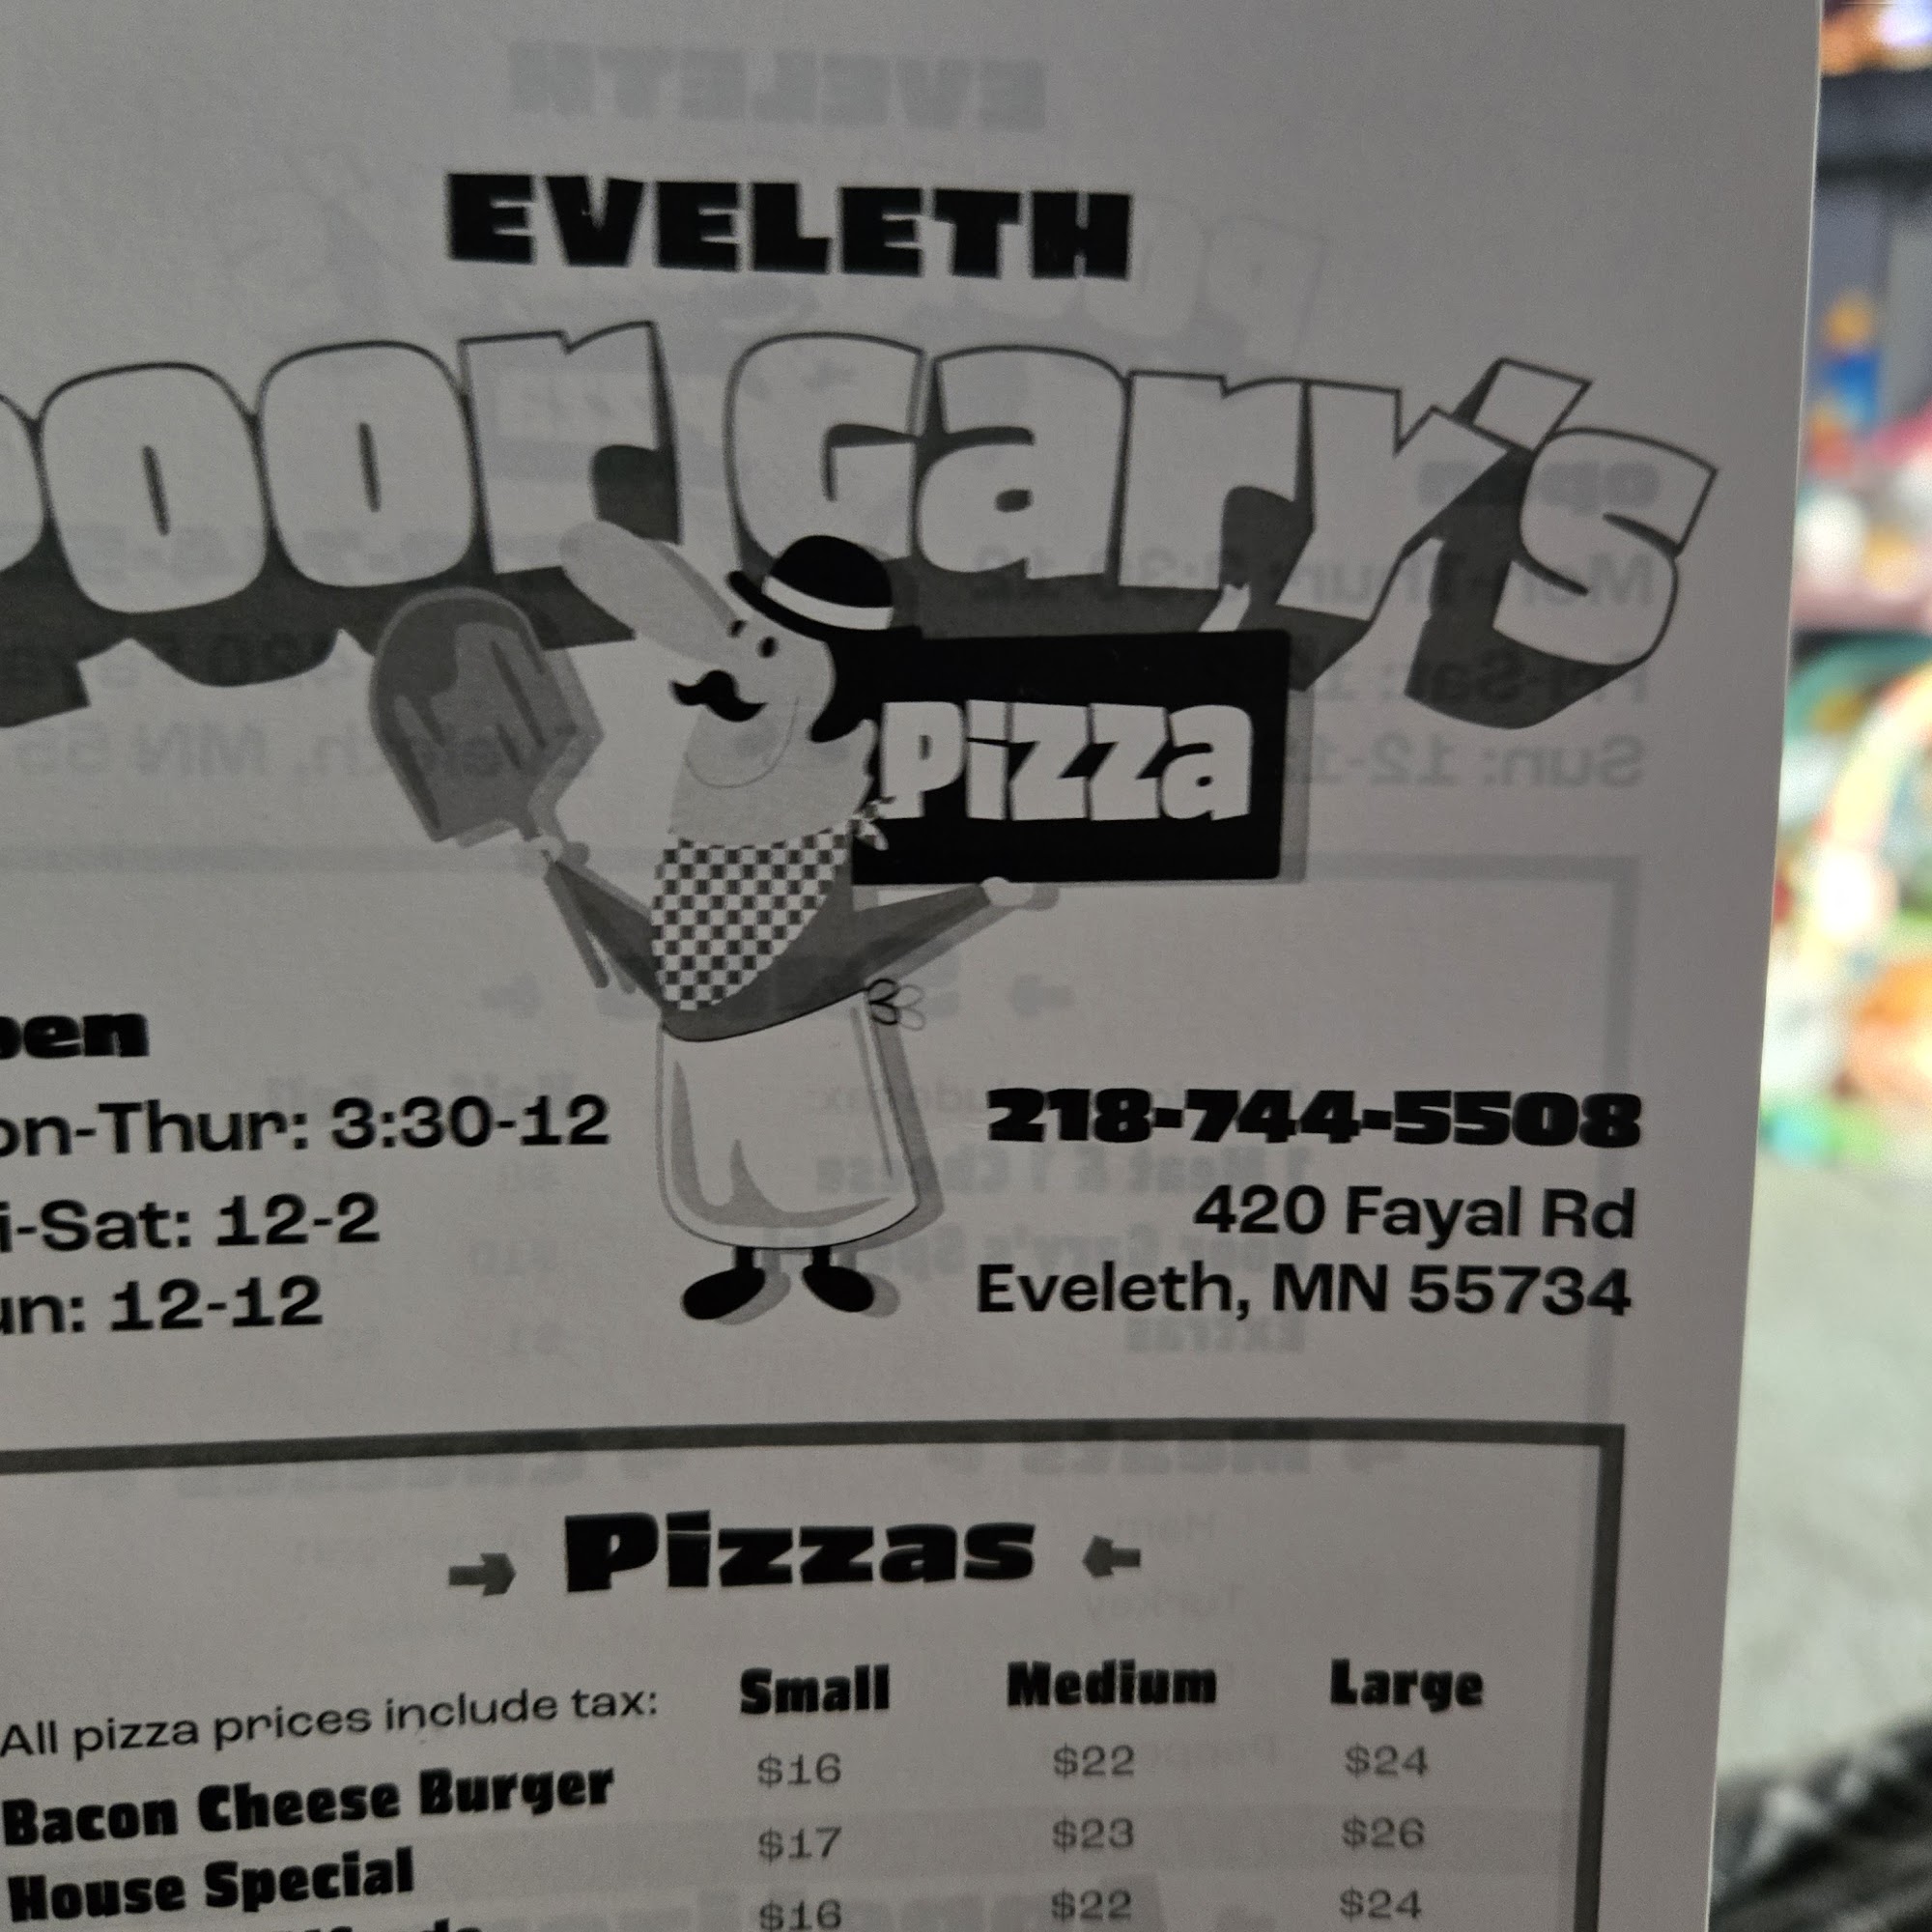 EVELETH
Poor Gary's
Pizza
pen
on-Thur: 3:30-12
i-Sat: 12-2
un: 12-12
218-744-5508
420 Fayal Rd
Eveleth, MN 55734
Pizzas
All pizza prices include tax: Small Medium Large
Bacon Cheese Burger $16 $22 $24
House Special $17 $23 $26
$16 $22 $24